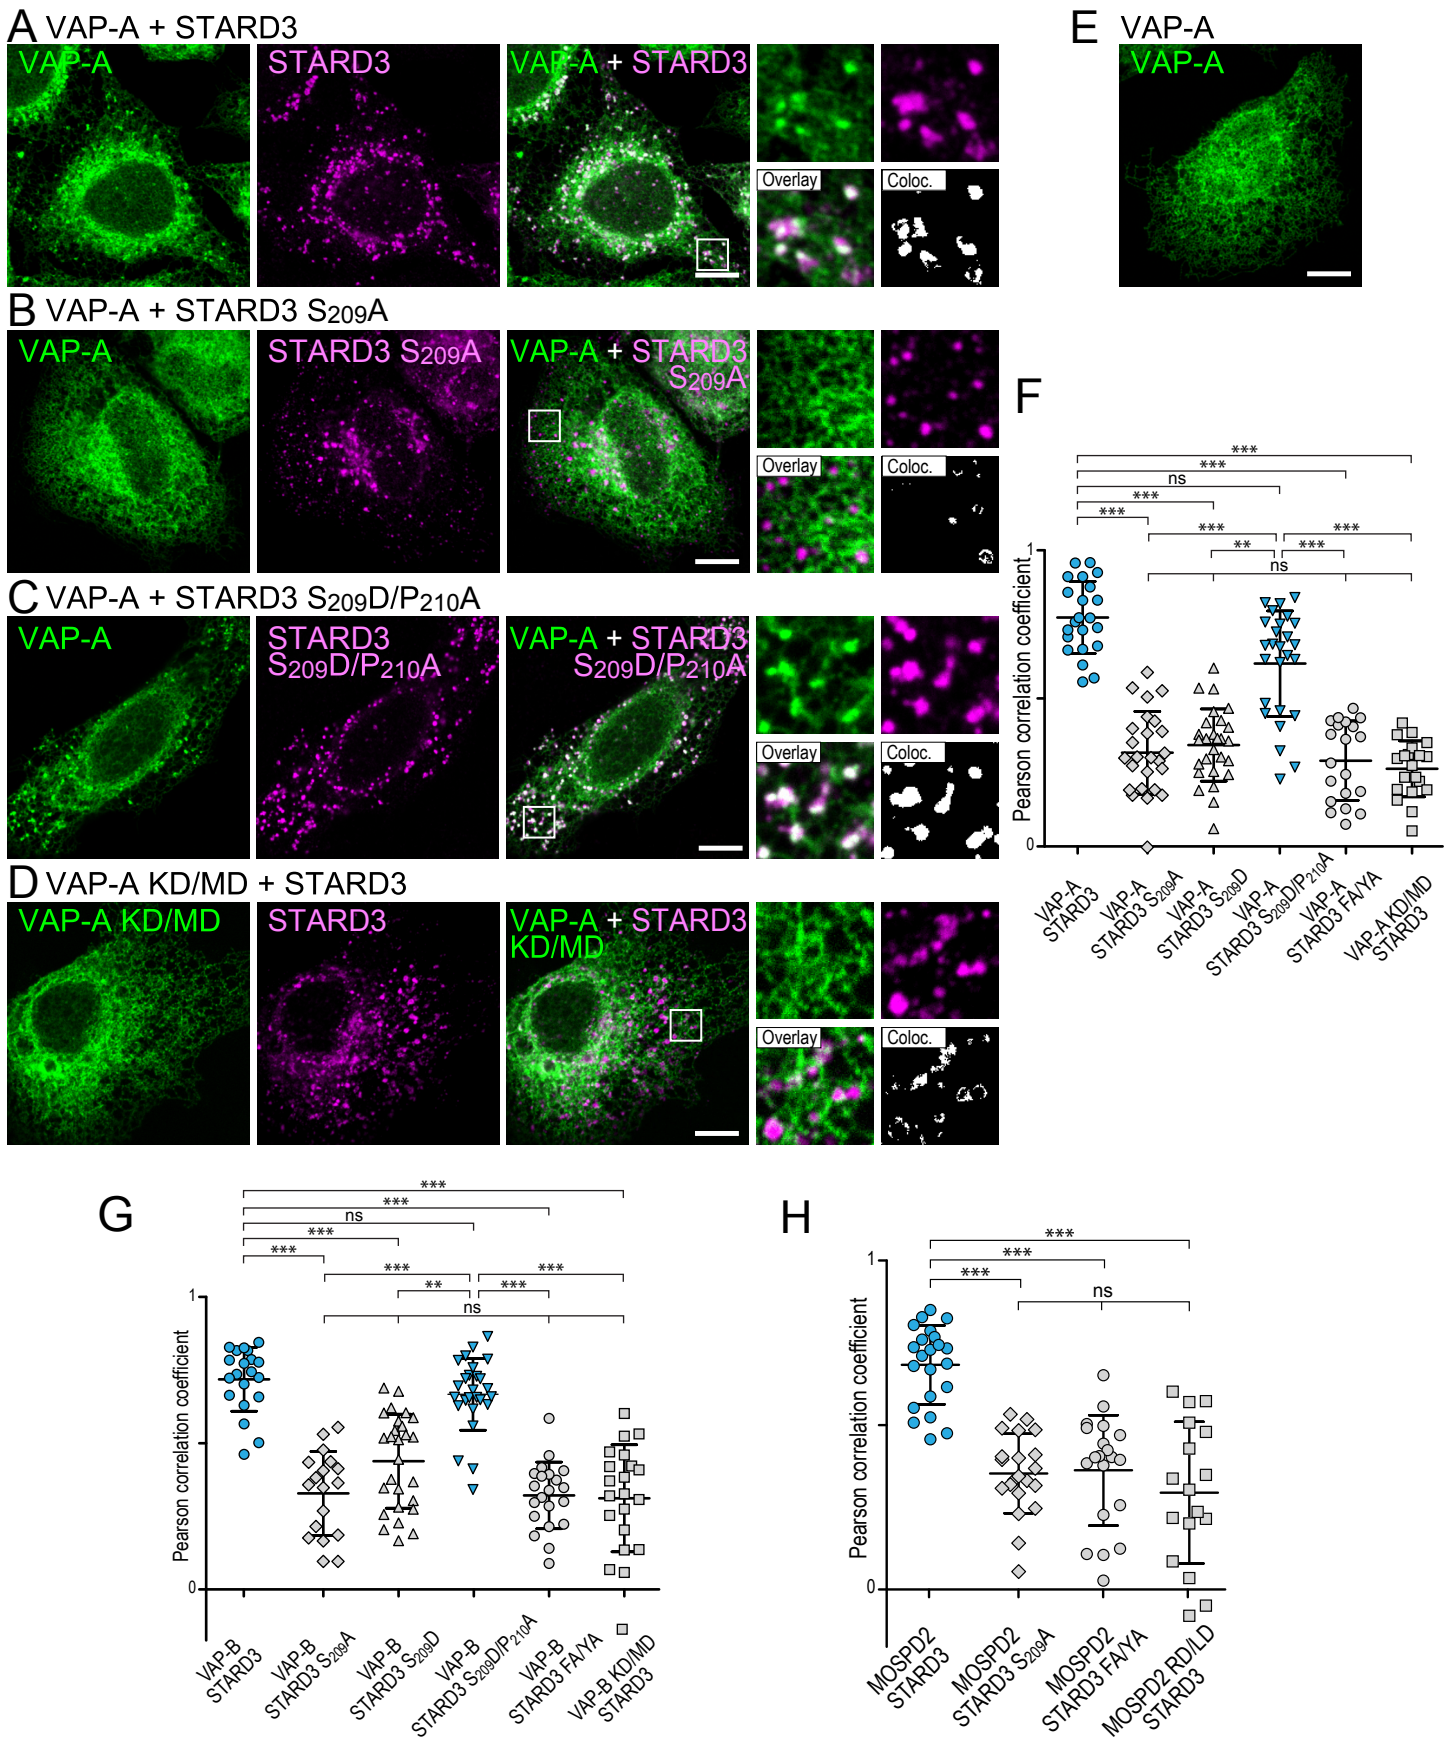 A VAP-A + STARD3
VAP-A
STARD3
VAP-A + STARD3
Overlay
Coloc.
E VAP-A
VAP-A
B VAP-A + STARD3 S209A
VAP-A
STARD3 S209A
VAP-A + STARD3
S209A
Overlay
Coloc.
C VAP-A + STARD3 S209D/P210A
VAP-A
STARD3
S209D/P210A
VAP-A + STARD3
S209D/P210A
Overlay
Coloc.
D VAP-A KD/MD + STARD3
VAP-A KD/MD
STARD3
VAP-A + STARD3
KD/MD
Overlay
Coloc.
F
***
***
ns
***
***
*** ***
** ***
ns
1
Pearson correlation coefficient
0
VAP-A
STARD3
VAP-A
STARD3 S209A
VAP-A
STARD3 S209D
VAP-A
STARD3 S209D/P210A
VAP-A
STARD3 FA/YA
VAP-A KD/MD
STARD3
G
***
***
ns
***
***
*** ***
** ***
ns
1
Pearson correlation coefficient
0
VAP-B
STARD3
VAP-B
STARD3 S209A
VAP-B
STARD3 S209D
VAP-B
STARD3 S209D/P210A
VAP-B
STARD3 FA/YA
VAP-B KD/MD
STARD3
H
***
***
***
ns
1
Pearson correlation coefficient
0
MOSPD2
STARD3
MOSPD2
STARD3 S209A
MOSPD2
STARD3 FA/YA
MOSPD2 RD/LD
STARD3